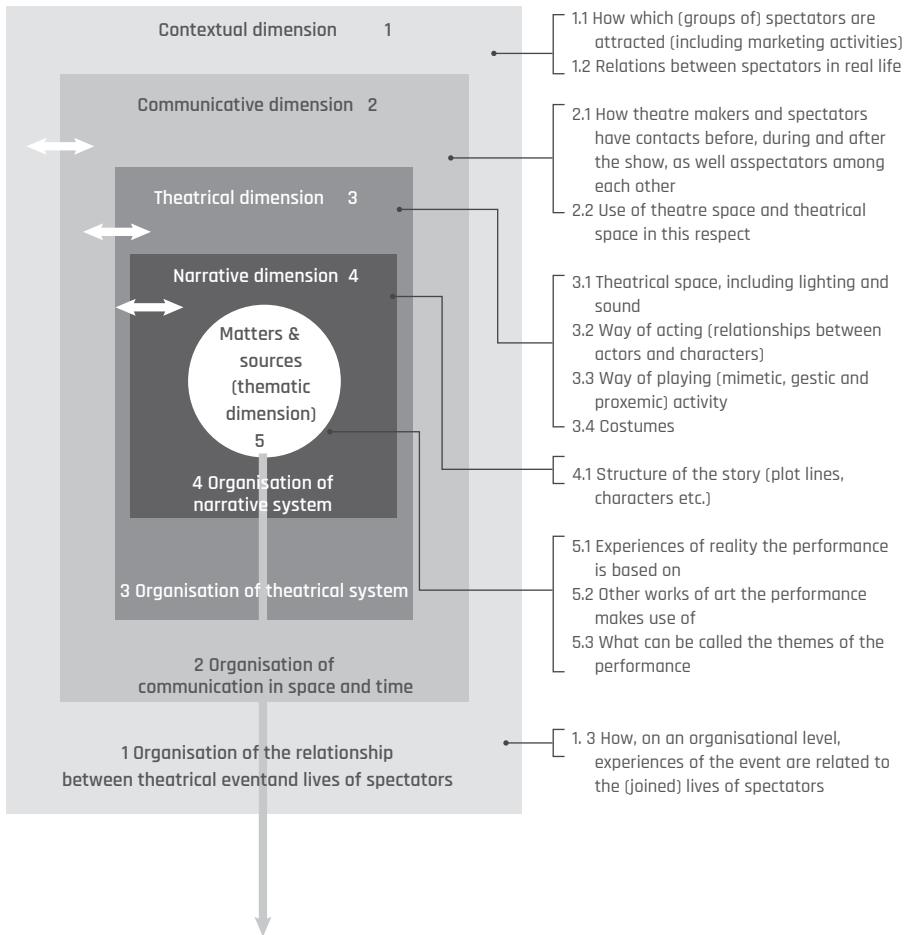 Contextual dimension 1
Communicative dimension 2
Theatrical dimension 3
Narrative dimension 4
Matters &
sources
(thematic
dimension)
5
4 Organisation of
narrative system
3 Organisation of theatrical system
2 Organisation of
communication in space and time
1 Organisation of the relationship
between theatrical eventand lives of spectators
1.1 How which (groups of) spectators are
attracted (including marketing activities)
1.2 Relations between spectators in real life
2.1 How theatre makers and spectators
have contacts before, during and after
the show, as well asspectators among
each other
2.2 Use of theatre space and theatrical
space in this respect
3.1 Theatrical space, including lighting and
sound
3.2 Way of acting (relationships between
actors and characters)
3.3 Way of playing (mimetic, gestic and
proxemic) activity
3.4 Costumes
4.1 Structure of the story (plot lines,
characters etc.)
5.1 Experiences of reality the performance
is based on
5.2 Other works of art the performance
makes use of
5.3 What can be called the themes of the
performance
1. 3 How, on an organisational level,
experiences of the event are related to
the (joined) lives of spectators